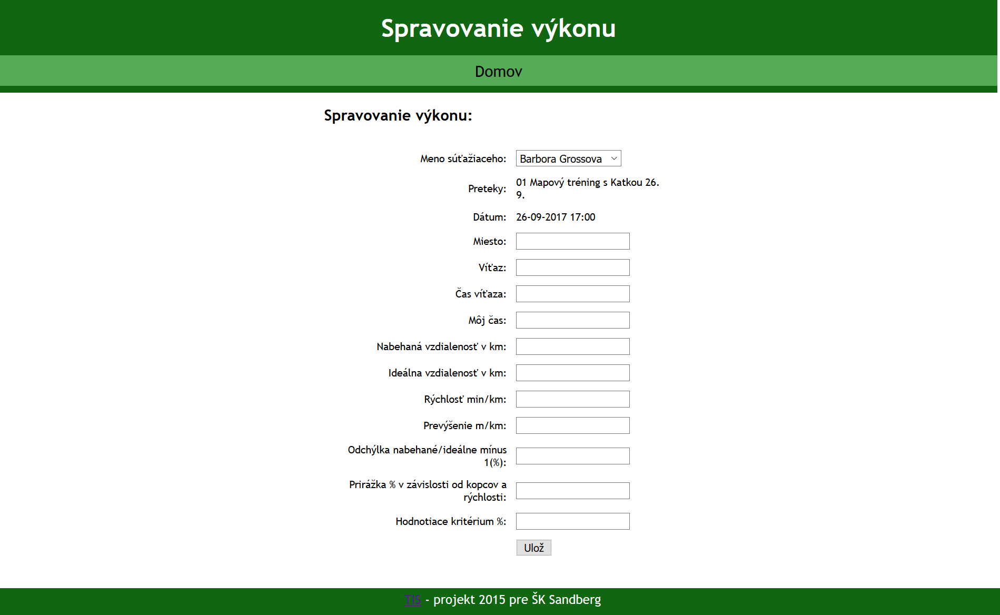 Spravovanie výkonu
Domov
Spravovanie výkonu:
Meno súťažiaceho: Barbora Grossova
Preteky: 01 Mapový tréning s Katkou 26.
9.
Dátum: 26-09-2017 17:00
Miesto:
Víťaz:
Čas víťaza:
Môj čas:
Nabehaná vzdialenosť v km:
Ideálna vzdialenosť v km:
Rýchlosť min/km:
Prevýšenie m/km:
Odchýlka nabehané/ideálne mínus
1(%):
Prirážka % v závislosti od kopcov a
rýchlosti:
Hodnotiace kritérium %:
Ulož
TIS - projekt 2015 pre ŠK Sandberg